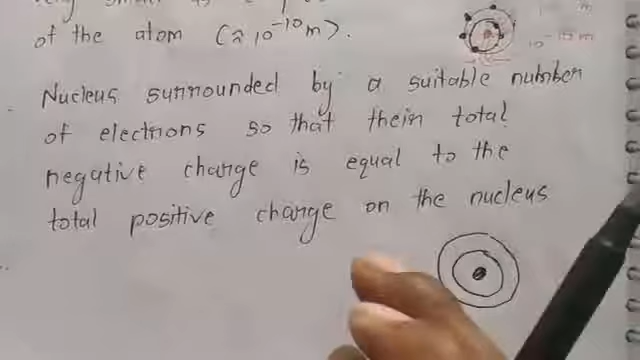 of the atom (≈ 10⁻¹⁰m).
Nucleus surrounded by a suitable number
of electrons so that their total
negative charge is equal to the
total positive charge on the nucleus